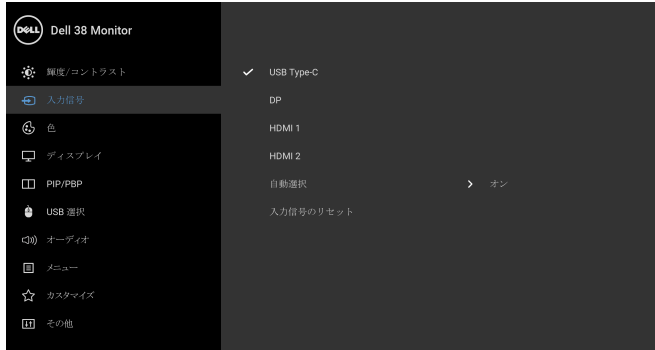 DELL
Dell 38 Monitor
輝度/コントラスト
USB Type-C
入力信号
DP
色
HDMI 1
ディスプレイ
HDMI 2
PIP/PBP
自動選択
オン
USB 選択
入力信号のリセット
オーディオ
メニュー
カスタマイズ
その他